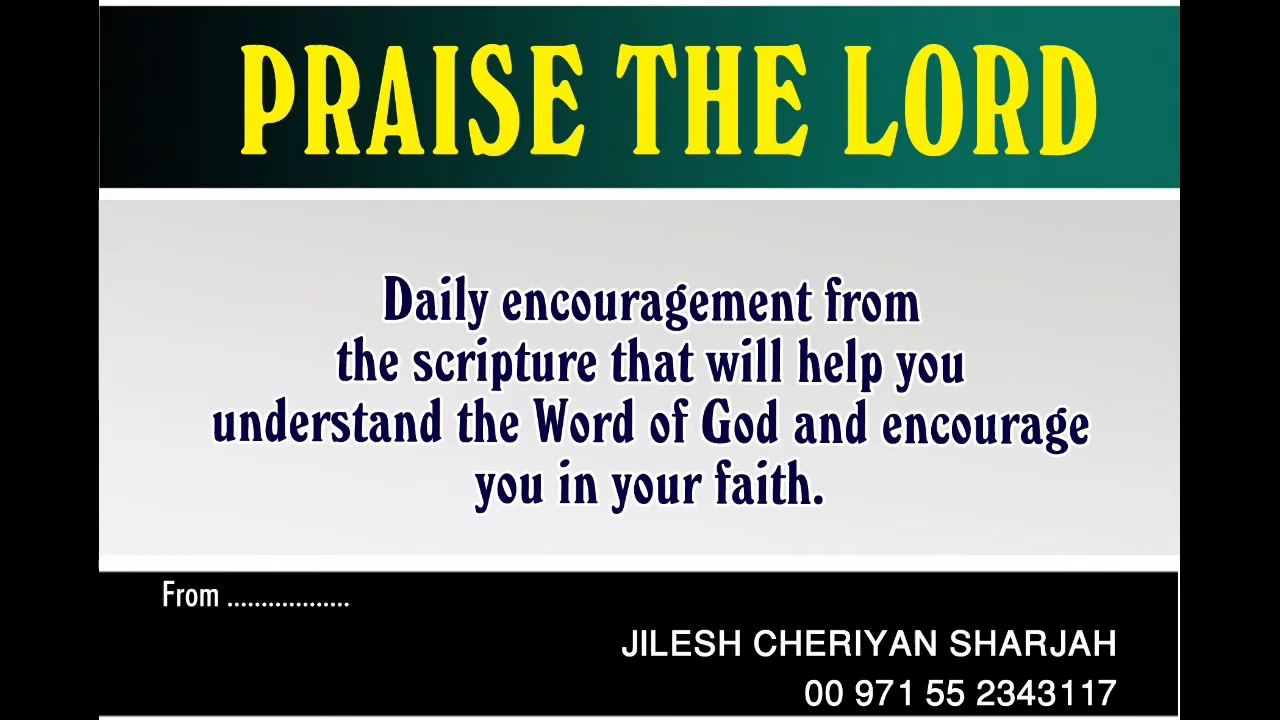 PRAISE THE LORD
Daily encouragement from
the scripture that will help you
understand the Word of God and encourage
you in your faith.
From ..................
JILESH CHERIYAN SHARJAH
00 971 55 2343117